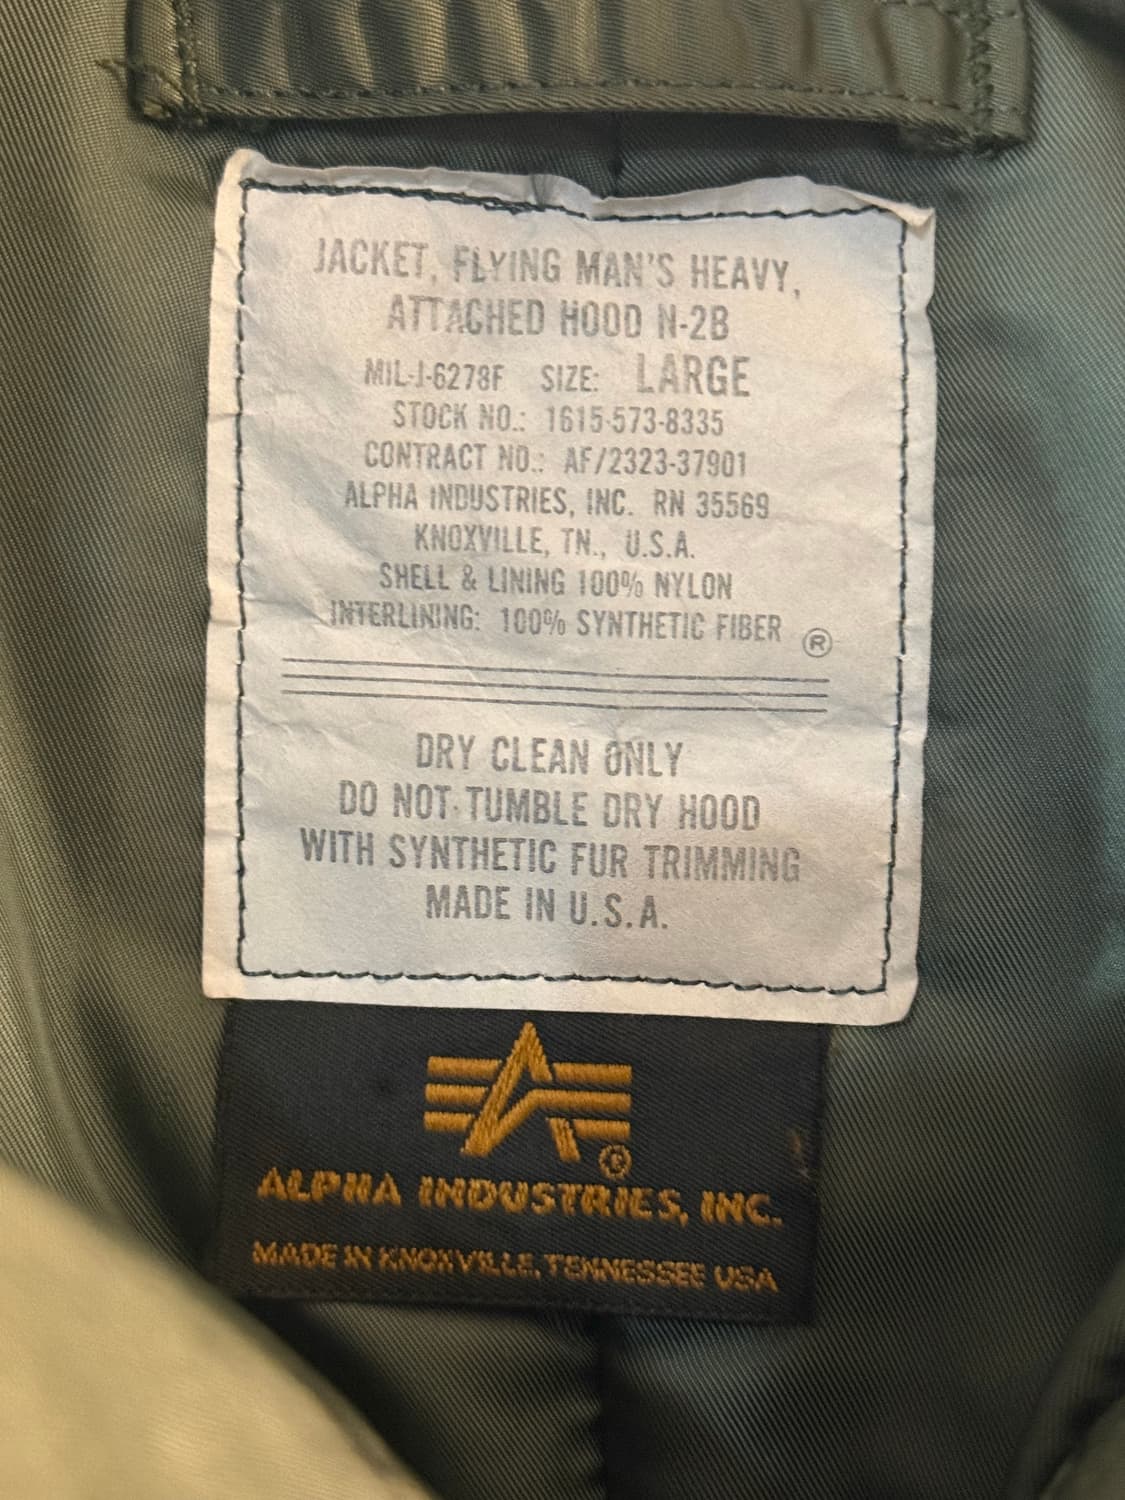 JACKET, FLYING MAN'S HEAVY,
ATTACHED HOOD N-2B
MIL-J-6278F SIZE: LARGE
STOCK NO.: 1615-573-8335
CONTRACT NO.: AF/2323-37901
ALPHA INDUSTRIES, INC. RN 35569
KNOXVILLE, TN., U.S.A.
SHELL & LINING 100% NYLON
INTERLINING: 100% SYNTHETIC FIBER ®
DRY CLEAN ONLY
DO NOT TUMBLE DRY HOOD
WITH SYNTHETIC FUR TRIMMING
MADE IN U.S.A.
®
ALPHA INDUSTRIES, INC.
MADE IN KNOXVILLE, TENNESSEE USA